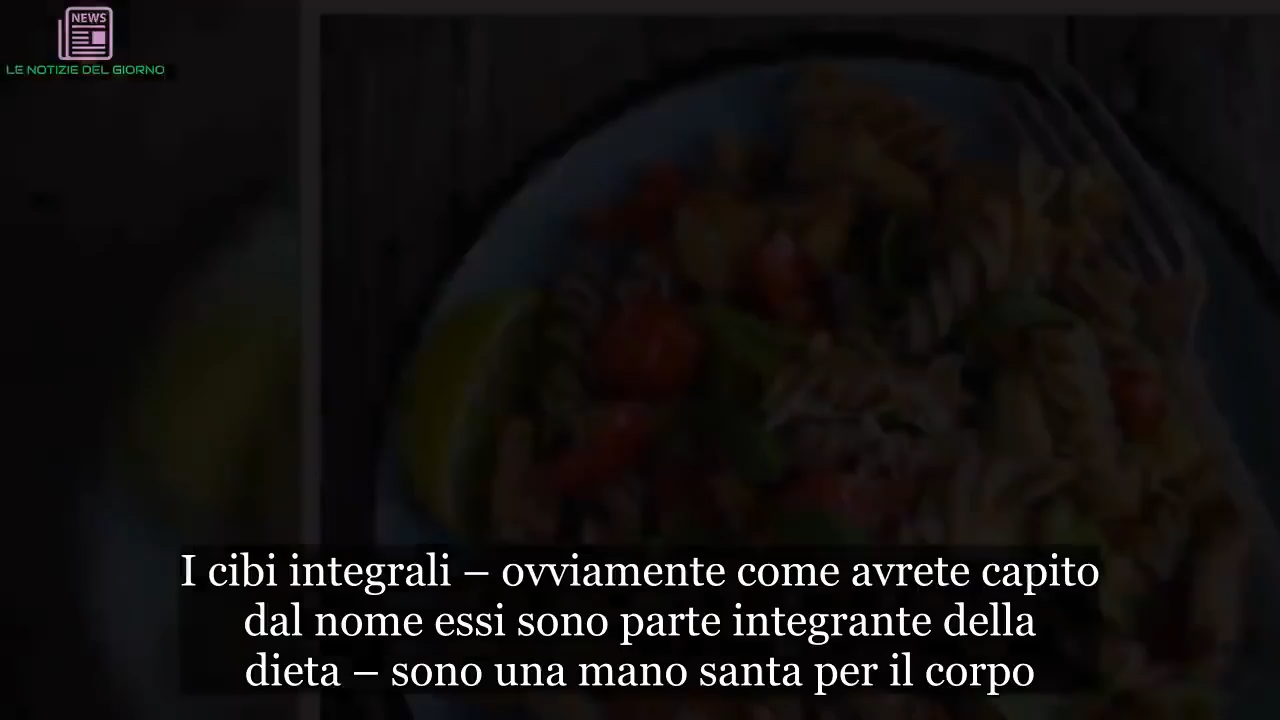 NEWS
LE NOTIZIE DEL GIORNO
I cibi integrali – ovviamente come avrete capito
dal nome essi sono parte integrante della
dieta – sono una mano santa per il corpo